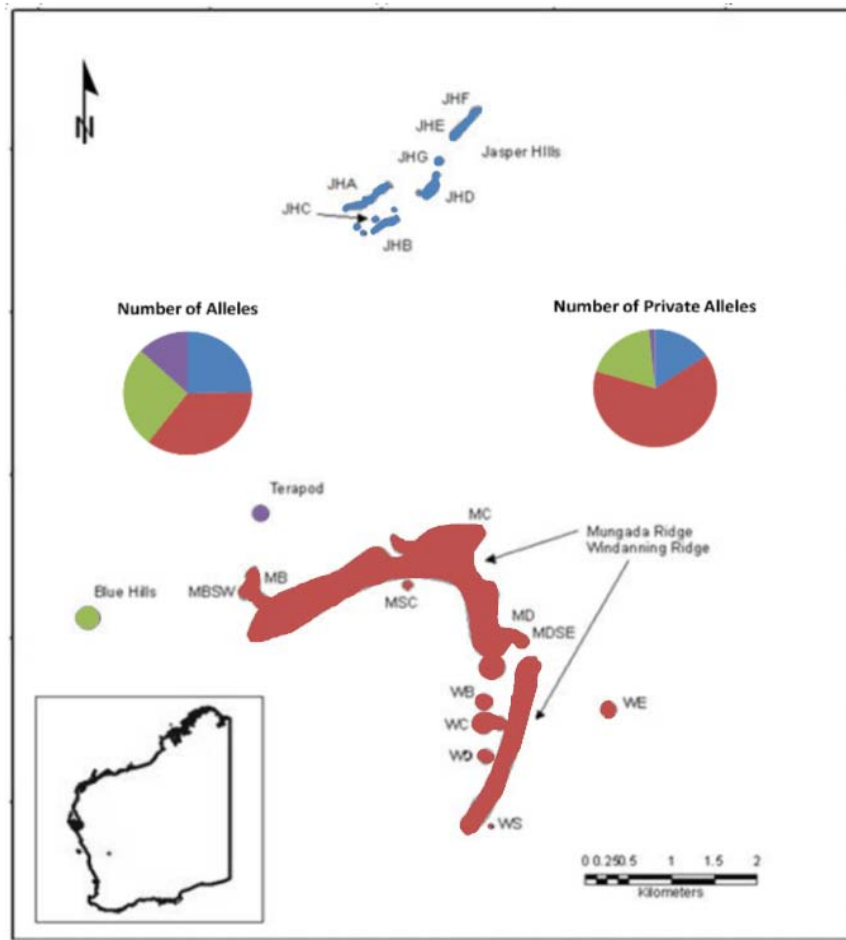 N
JHF
JHE
JHG
Jasper Hills
JHA
JHD
JHC
JHB
Number of Alleles
Number of Private Alleles
Terapod
MC
Mungada Ridge
Windanning Ridge
Blue Hills
MBSW
MB
MSC
MD
MDSE
WB
WE
WC
WD
WS
0 0.25 0.5 1 1.5 2
Kilometers